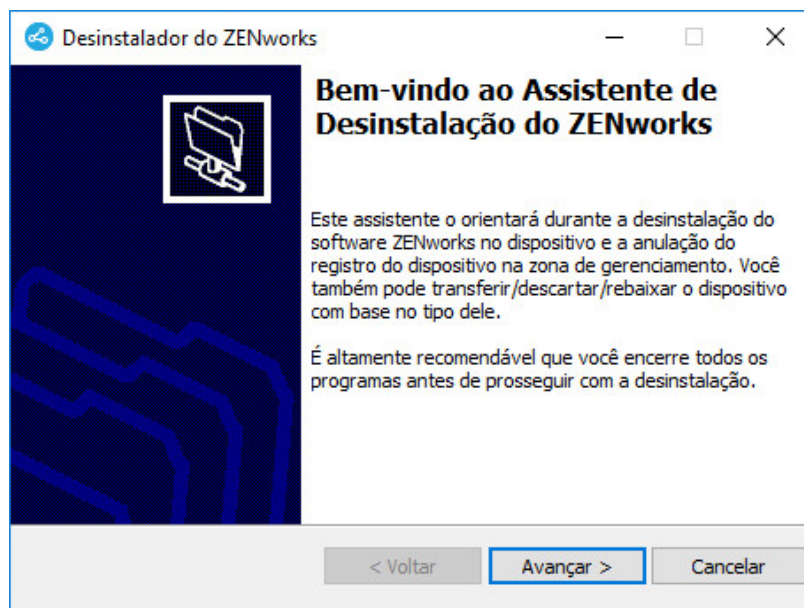 Desinstalador do ZENworks
Bem-vindo ao Assistente de
Desinstalação do ZENworks
Este assistente o orientará durante a desinstalação do
software ZENworks no dispositivo e a anulação do
registro do dispositivo na zona de gerenciamento. Você
também pode transferir/descartar/rebaixar o dispositivo
com base no tipo dele.
É altamente recomendável que você encerre todos os
programas antes de prosseguir com a desinstalação.
< Voltar
Avançar >
Cancelar